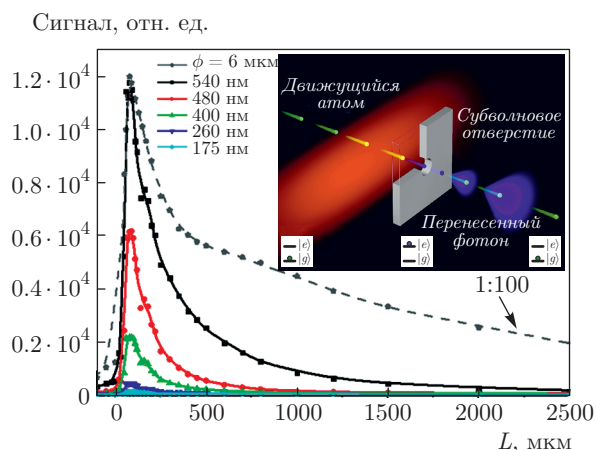 Сигнал, отн. ед.
1.2 · 10⁴
1.0 · 10⁴
0.8 · 10⁴
0.6 · 10⁴
0.4 · 10⁴
0.2 · 10⁴
0
ϕ = 6 мкм
540 нм
480 нм
400 нм
260 нм
175 нм
Движущийся
атом
Субволновое
отверстие
Перенесенный
фотон
|e⟩
|g⟩
|e⟩
|g⟩
|e⟩
|g⟩
1:100
0 500 1000 1500 2000 2500
L, мкм